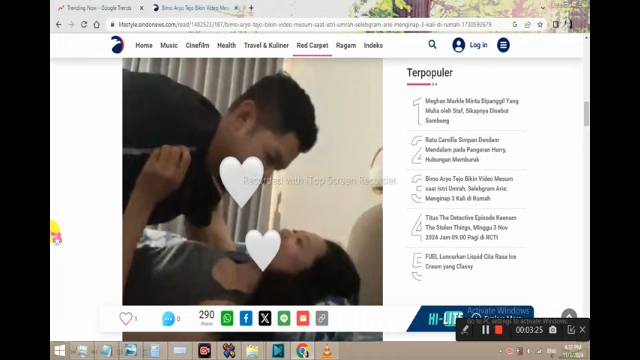 Trending Now – Google Trends
Bimo Aryo Tejo Bikin Video Mesu
lifestyle.sindonews.com/read/1482523/187/bimo-aryo-tejo-bikin-video-mesum-saat-istri-umrah-selebgram-arie-menginap-3-kali-di-rumah-1730592679
Home Music Cinefilm Health Travel & Kuliner Red Carpet Ragam Indeks
Log in
Terpopuler
1
Meghan Markle Minta Dipanggil Yang
Mulia oleh Staf, Sikapnya Disebut
Sombong
2
Ratu Camilla Simpan Dendam
Mendalam pada Pangeran Harry,
Hubungan Memburuk
3
Bimo Aryo Tejo Bikin Video Mesum
saat Istri Umrah, Selebgram Arie:
Menginap 3 Kali di Rumah
4
Titus The Detective Episode Keenam
The Stolen Things, Minggu 3 Nov
2024 Jam 09.00 Pagi di RCTI
5
FUEL Luncurkan Liquid Cita Rasa Ice
Cream yang Classy
Recorded with iTop Screen Recorder
1
0
290
Shares
HI-LITE
Activate Windows
Go to PC settings to activate Windows.
00:03:25
4:32 PM